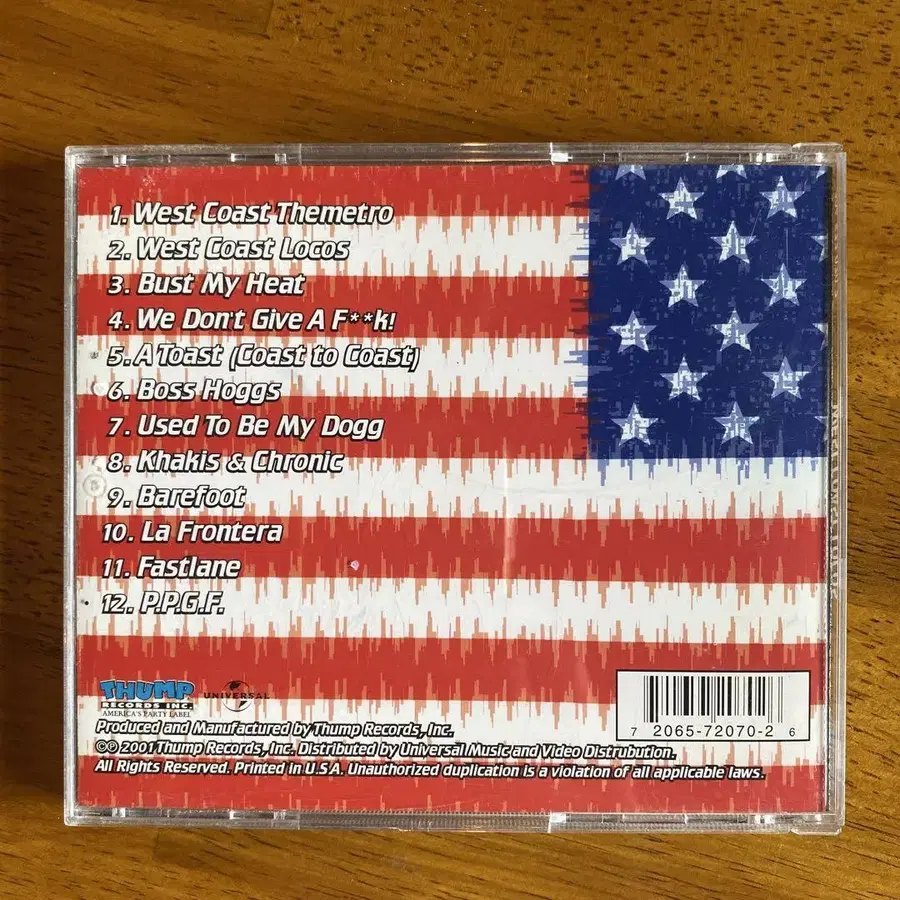 1. West Coast Themetro
2. West Coast Locos
3. Bust My Heat
4. We Don't Give A F**k!
5. A Toast (Coast to Coast)
6. Boss Hoggs
7. Used To Be My Dogg
8. Khakis & Chronic
9. Barefoot
10. La Frontera
11. Fastlane
12. P.P.G.F.
THUMP
RECORDS INC.
AMERICA'S PARTY LABEL
UNIVERSAL
Produced and Manufactured by Thump Records, Inc.
©℗ 2001 Thump Records, Inc. Distributed by Universal Music and Video Distrubution.
All Rights Reserved. Printed in U.S.A. Unauthorized duplication is a violation of all applicable laws.
7 2065-72070-2 6